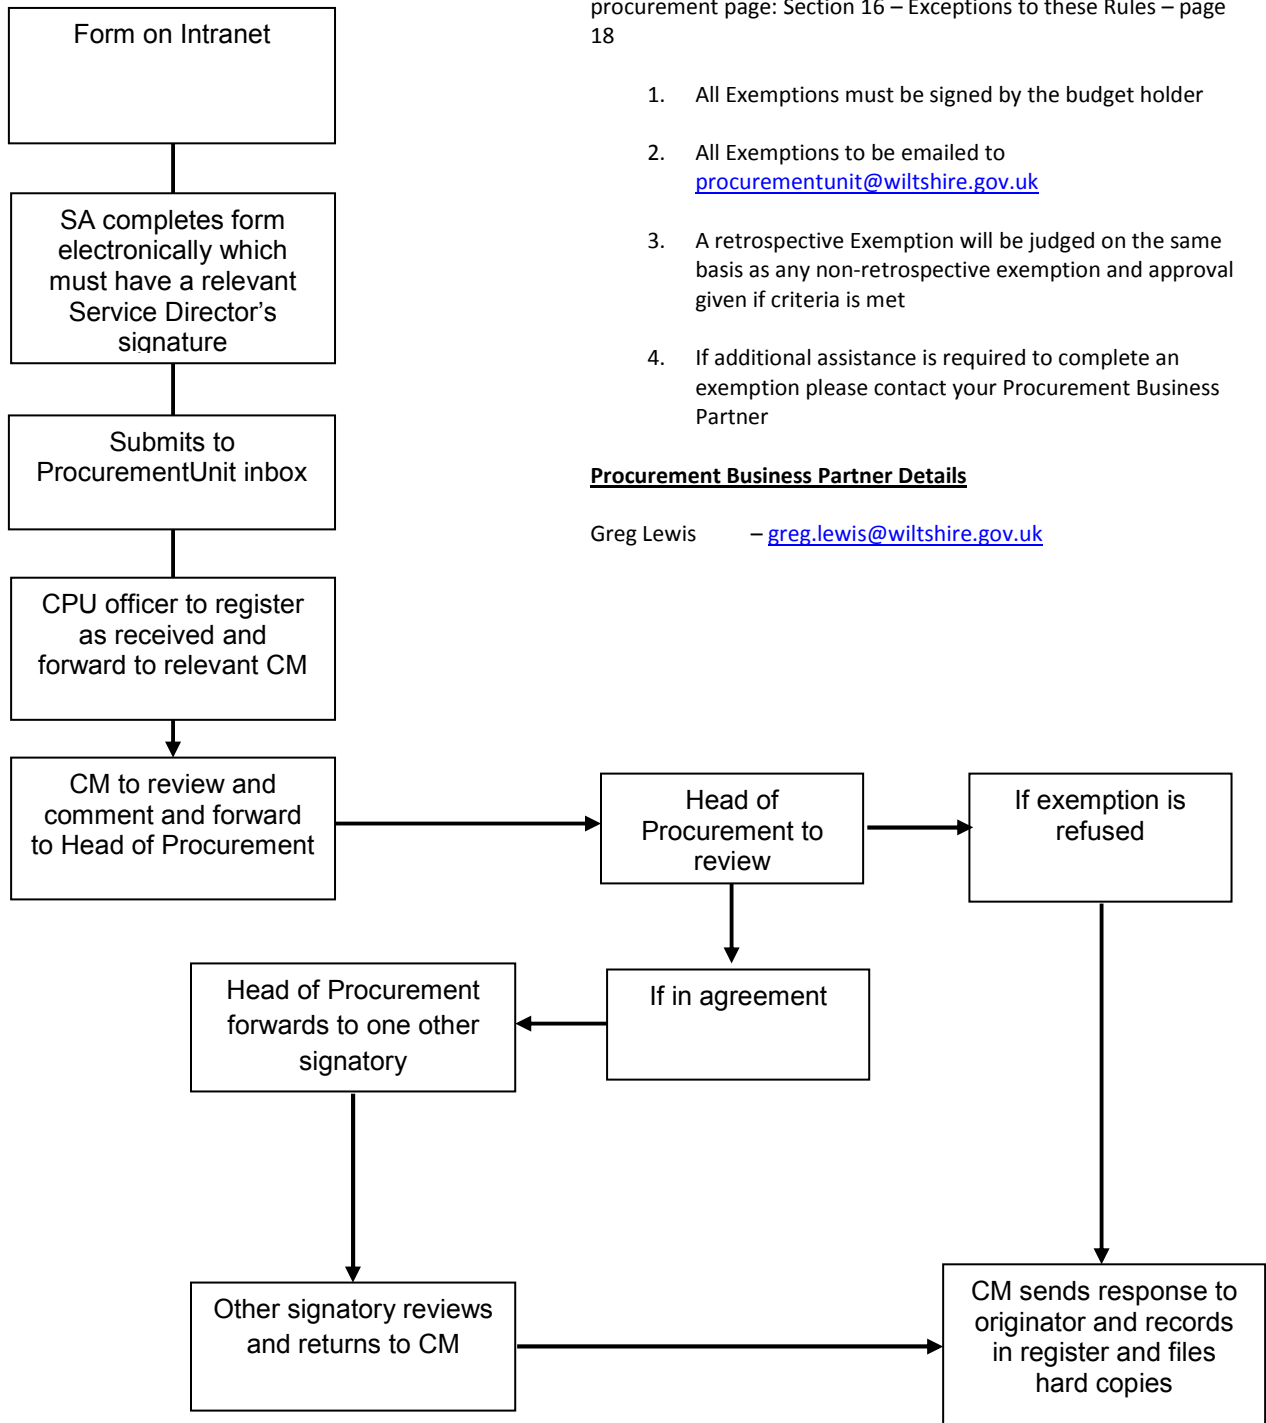 Form on Intranet
SA completes form
electronically which
must have a relevant
Service Director's
signature
Submits to
ProcurementUnit inbox
CPU officer to register
as received and
forward to relevant CM
CM to review and
comment and forward
to Head of Procurement
procurement page: Section 16 – Exceptions to these Rules – page
18
1. All Exemptions must be signed by the budget holder
2. All Exemptions to be emailed to
procurementunit@wiltshire.gov.uk
3. A retrospective Exemption will be judged on the same
basis as any non-retrospective exemption and approval
given if criteria is met
4. If additional assistance is required to complete an
exemption please contact your Procurement Business
Partner
Procurement Business Partner Details
Greg Lewis – greg.lewis@wiltshire.gov.uk
Head of
Procurement to
review
If exemption is
refused
If in agreement
Head of Procurement
forwards to one other
signatory
Other signatory reviews
and returns to CM
CM sends response to
originator and records
in register and files
hard copies